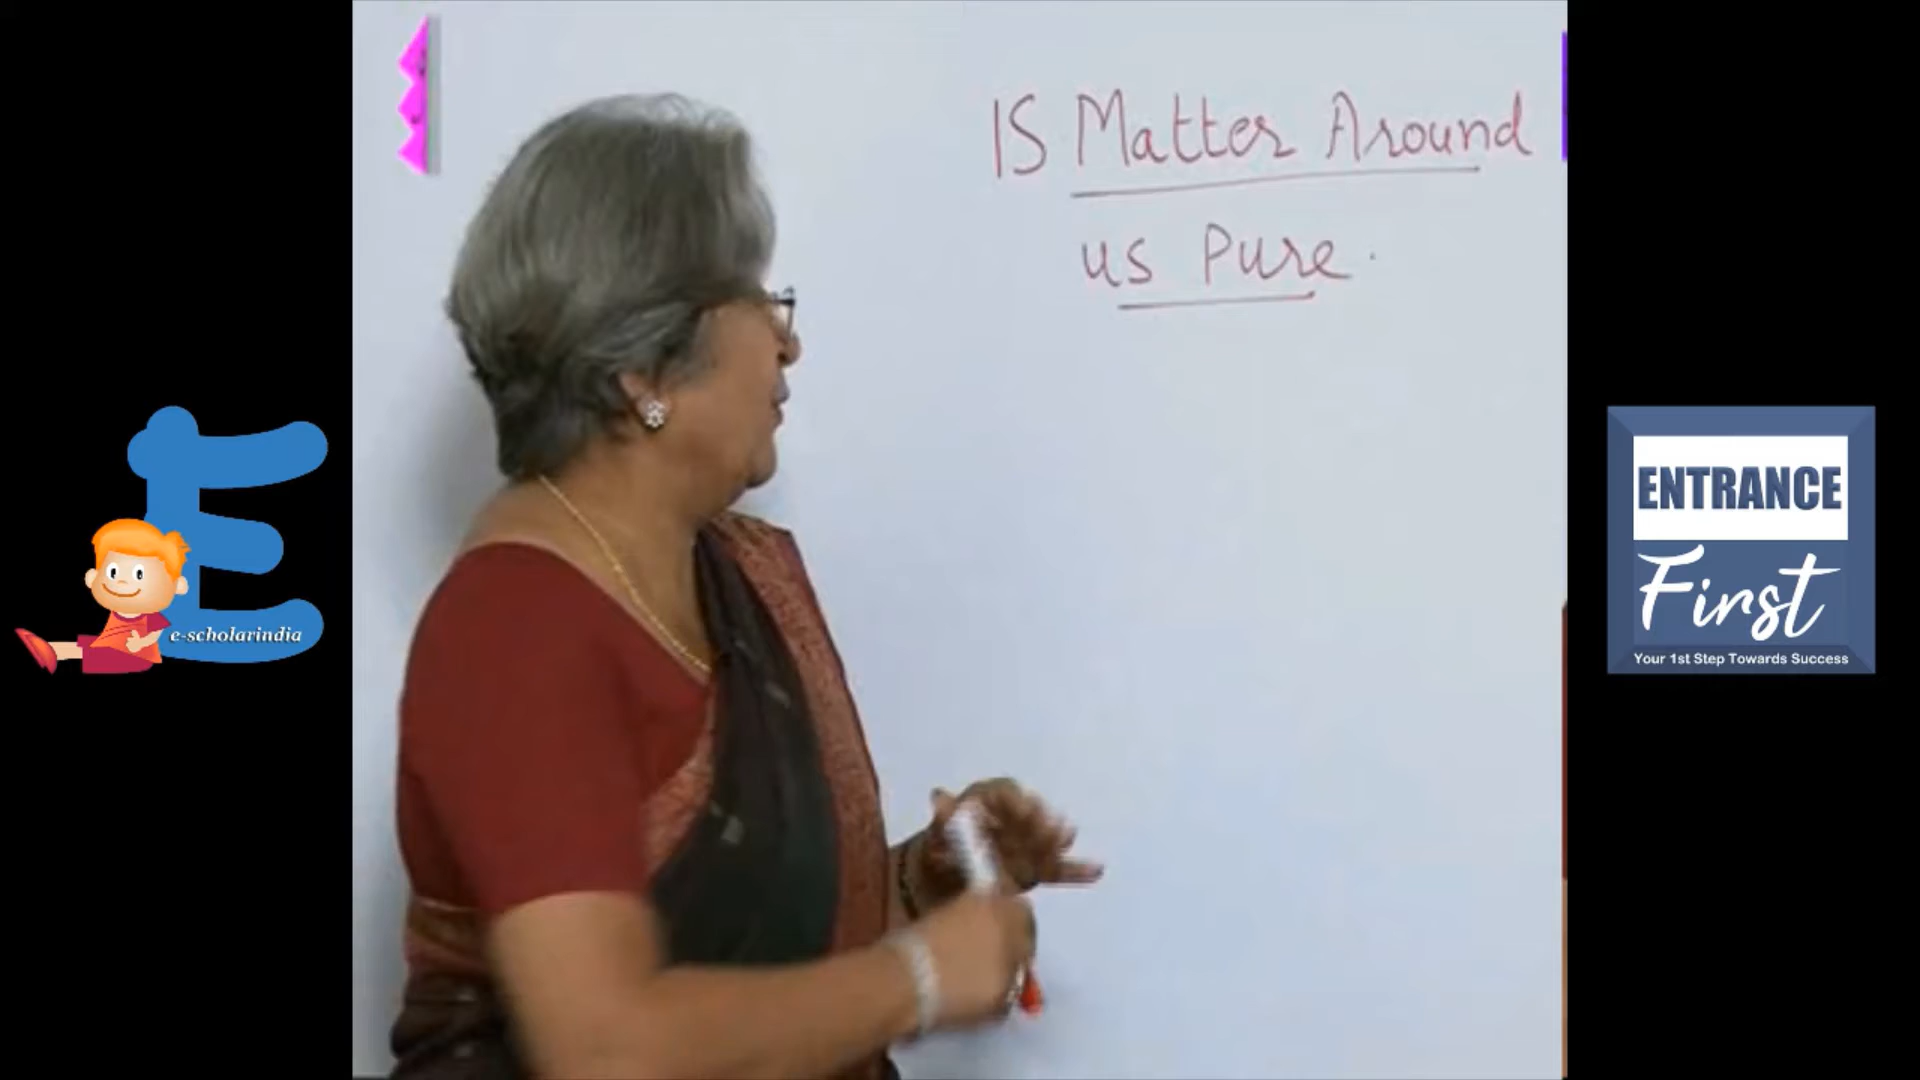 IS Matter Around
us Pure.
e-scholarindia
ENTRANCE
First
Your 1st Step Towards Success